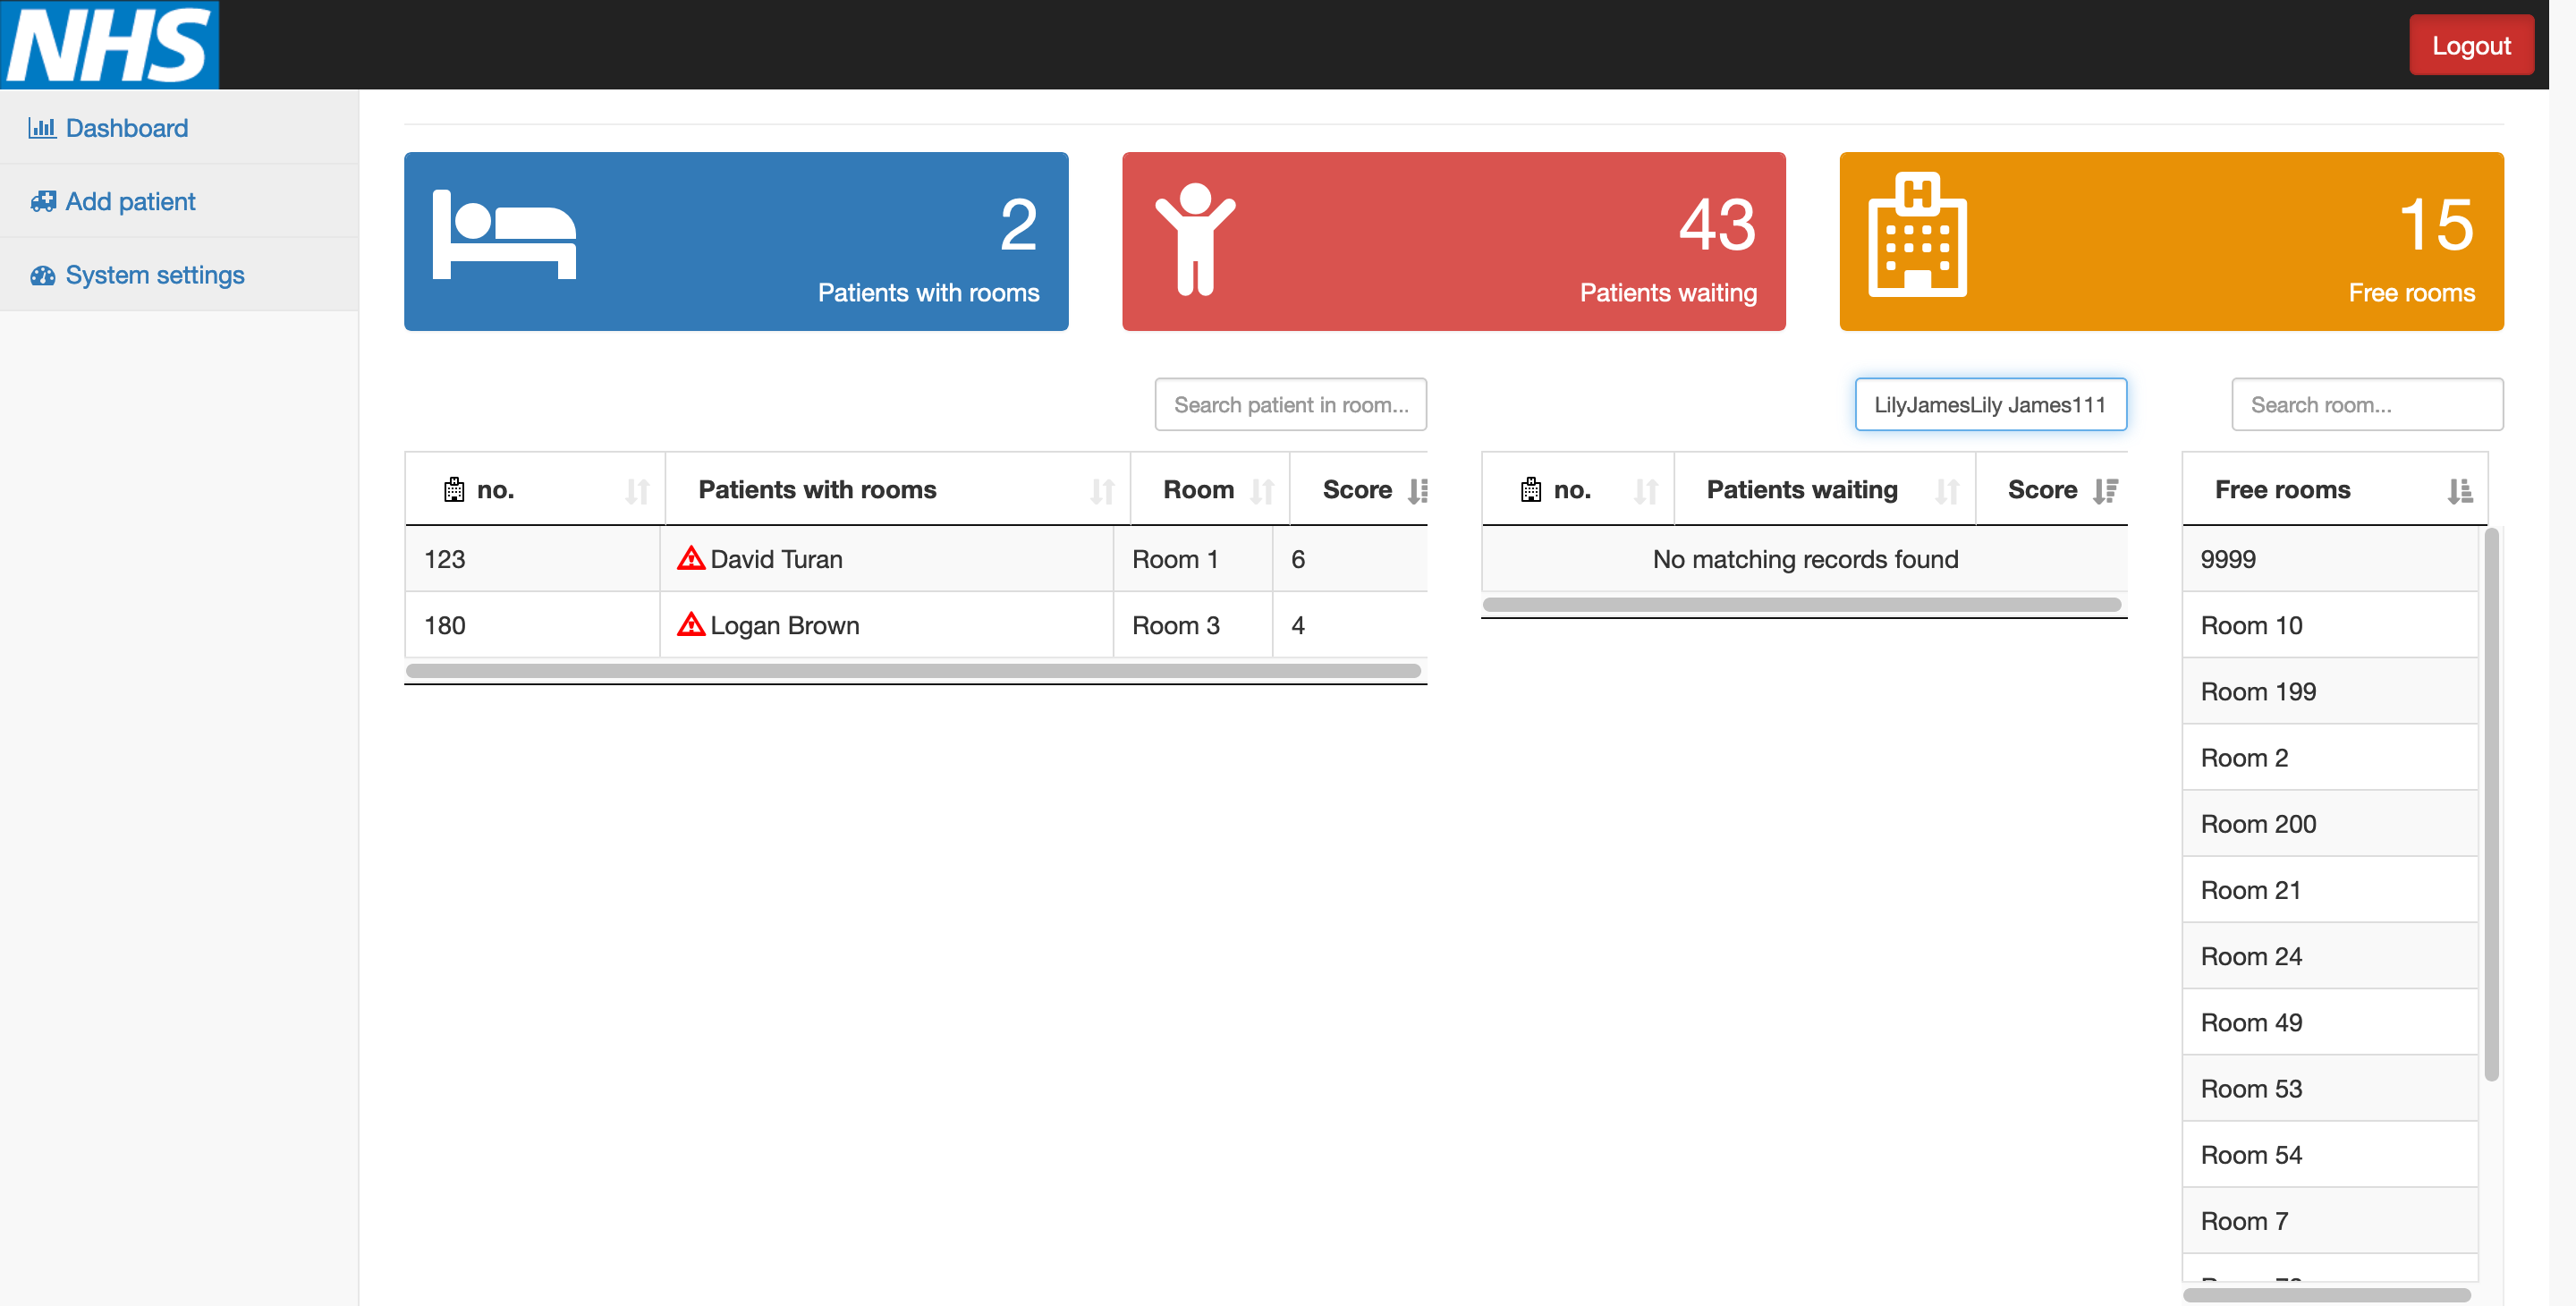 NHS
Logout
Dashboard
Add patient
System settings
2
Patients with rooms
43
Patients waiting
H
15
Free rooms
Search patient in room...
LilyJamesLily James111
Search room...
no. Patients with rooms Room Score
123 David Turan Room 1 6
180 Logan Brown Room 3 4
no. Patients waiting Score
No matching records found
Free rooms
9999
Room 10
Room 199
Room 2
Room 200
Room 21
Room 24
Room 49
Room 53
Room 54
Room 7